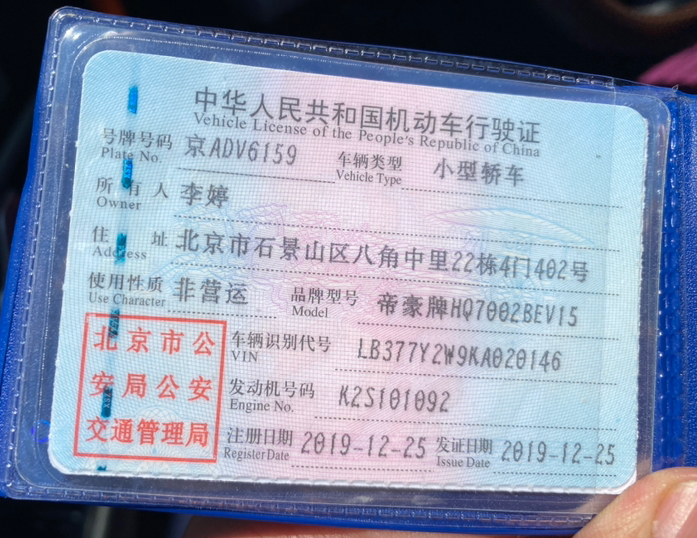 中华人民共和国机动车行驶证
Vehicle License of the People's Republic of China
号牌号码 京ADV6159 车辆类型 小型轿车
Plate No. Vehicle Type
所有人 李婷
Owner
住址 北京市石景山区八角中里22栋4门402号
Address
使用性质 非营运 品牌型号 帝豪牌HQ7002BEV15
Use Character Model
北京市公
安局公安
交通管理局
车辆识别代号 LB377Y2W9KA020146
VIN
发动机号码 K2S101092
Engine No.
注册日期 2019-12-25 发证日期 2019-12-25
Register Date Issue Date